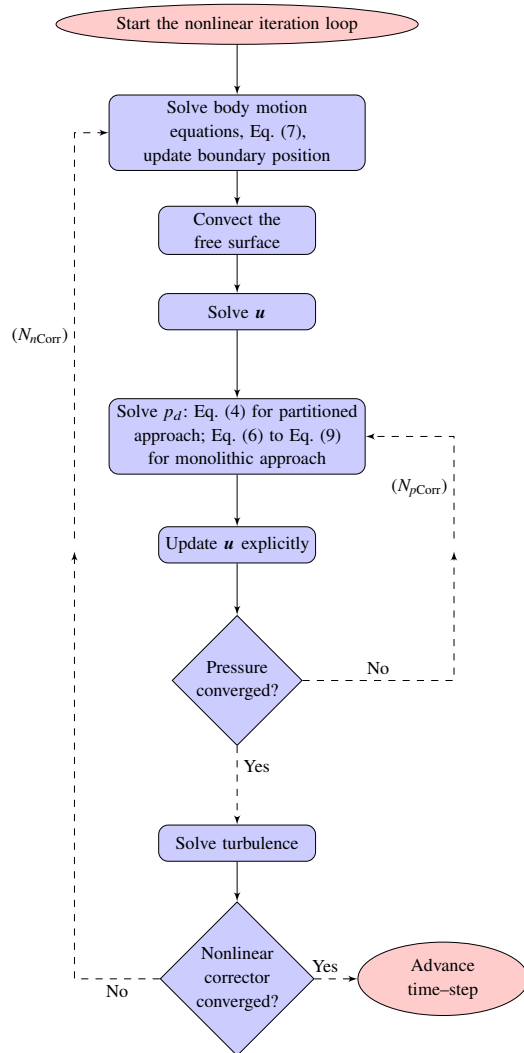 Start the nonlinear iteration loop
Solve body motion
equations, Eq. (7),
update boundary position
Convect the
free surface
Solve u
(NnCorr)
Solve pd: Eq. (4) for partitioned
approach; Eq. (6) to Eq. (9)
for monolithic approach
(NpCorr)
Update u explicitly
Pressure
converged?
No
Yes
Solve turbulence
Nonlinear
corrector
converged?
No
Yes
Advance
time–step